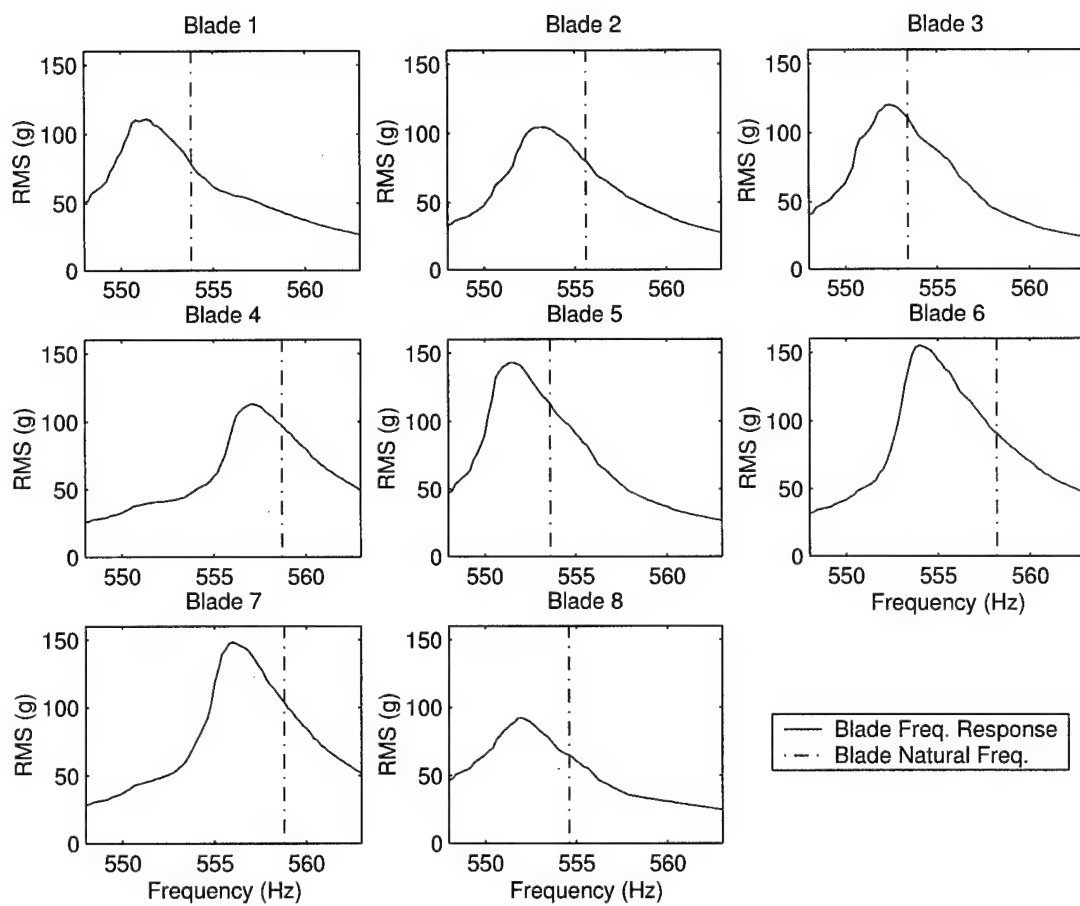 Blade 1
Blade 2
Blade 3
150
100
50
0
RMS (g)
550
555
560
150
100
50
0
RMS (g)
550
555
560
150
100
50
0
RMS (g)
550
555
560
Blade 4
Blade 5
Blade 6
150
100
50
0
RMS (g)
550
555
560
150
100
50
0
RMS (g)
550
555
560
150
100
50
0
RMS (g)
550
555
560
Frequency (Hz)
Blade 7
Blade 8
150
100
50
0
RMS (g)
550
555
560
Frequency (Hz)
150
100
50
0
RMS (g)
550
555
560
Frequency (Hz)
Blade Freq. Response
Blade Natural Freq.